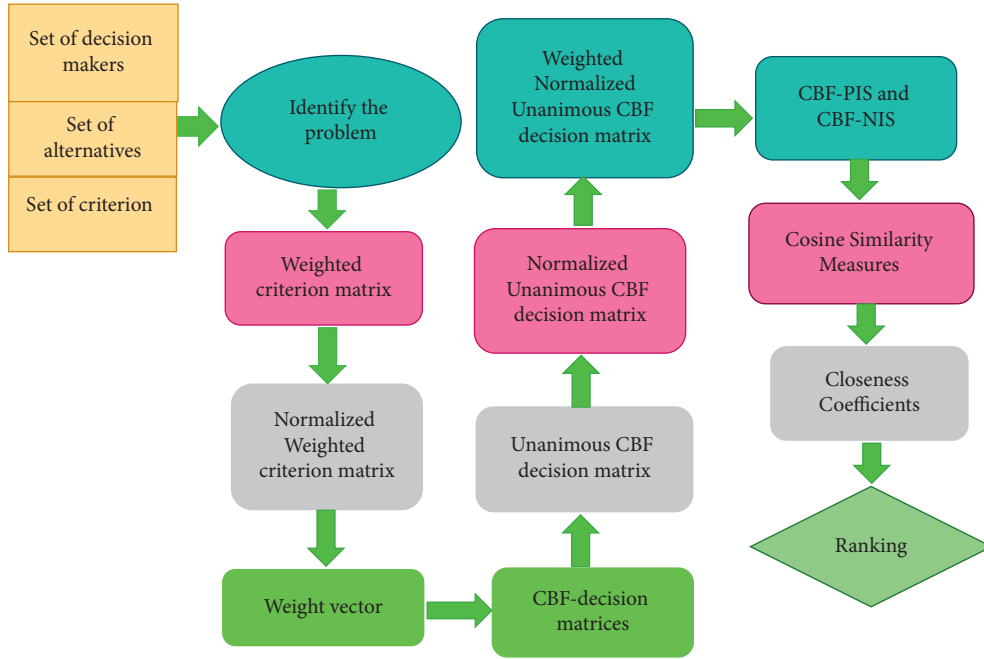 Set of decision
makers
Set of
alternatives
Set of criterion
Identify the
problem
Weighted
criterion matrix
Normalized
Weighted
criterion matrix
Weight vector
CBF-decision
matrices
Unanimous CBF
decision matrix
Normalized
Unanimous CBF
decision matrix
Weighted
Normalized
Unanimous CBF
decision matrix
CBF-PIS and
CBF-NIS
Cosine Similarity
Measures
Closeness
Coefficients
Ranking